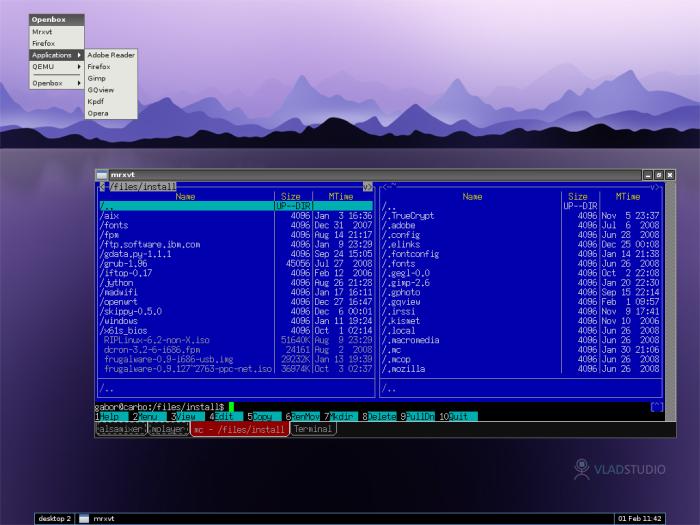 Openbox
Mrxvt
Firefox
Applications
QEMU
Openbox
Adobe Reader
Firefox
Gimp
GQview
Kpdf
Opera
mrxvt
<-/files/install v>
Name Size MTime
/.. UP--DIR
/aix 4096 Jan 3 16:36
/fonts 4096 Dec 31 2007
/fpm 4096 Aug 14 21:17
/ftp.software.ibm.com 4096 Jan 9 23:29
/gdata.py-1.1.1 4096 Sep 24 15:05
/grub-1.96 45056 Jul 27 2008
/iftop-0.17 4096 Feb 12 2006
/jython 4096 Aug 26 21:28
/madwifi 4096 Jan 17 16:11
/openwrt 4096 Dec 27 16:47
/skippy-0.5.0 4096 Dec 6 00:01
/windows 4096 Jan 11 19:24
/x61s_bios 4096 Oct 1 02:14
RIPLinux-6.2-non-X.iso 51640K Aug 9 23:29
dcron-3.2-6-i686.fpm 24161 Aug 2 2008
frugalware-0.9-i686-usb.img 29232K Jan 13 19:39
frugalware-0.9.127~2763-ppc-net.iso 36974K Oct 3 02:37
/..
<-~ v>
Name Size MTime
/.. UP--DIR
/.TrueCrypt 4096 Nov 5 23:37
/.adobe 4096 Jul 6 2008
/.config 4096 Jun 28 2008
/.elinks 4096 Dec 25 00:08
/.fontconfig 4096 Jan 14 21:38
/.fonts 4096 Jun 26 2008
/.gegl-0.0 4096 Oct 2 22:08
/.gimp-2.6 4096 Jan 20 22:30
/.gphoto 4096 Sep 15 22:14
/.gqview 4096 Feb 1 09:57
/.irssi 4096 Nov 9 17:41
/.kismet 4096 Nov 10 2006
/.local 4096 Jun 26 2008
/.macromedia 4096 Jun 26 2008
/.mc 4096 Jan 30 21:06
/.mcop 4096 Jun 26 2008
/.mozilla 4096 Jun 26 2008
/..
gabor@carbo:/files/install$ [^]
1Help 2Menu 3View 4Edit 5Copy 6RenMov 7Mkdir 8Delete 9PullDn 10Quit
alsamixer mplayer mc - /files/install Terminal
VLADSTUDIO
desktop 2 mrxvt 01 Feb 11:42